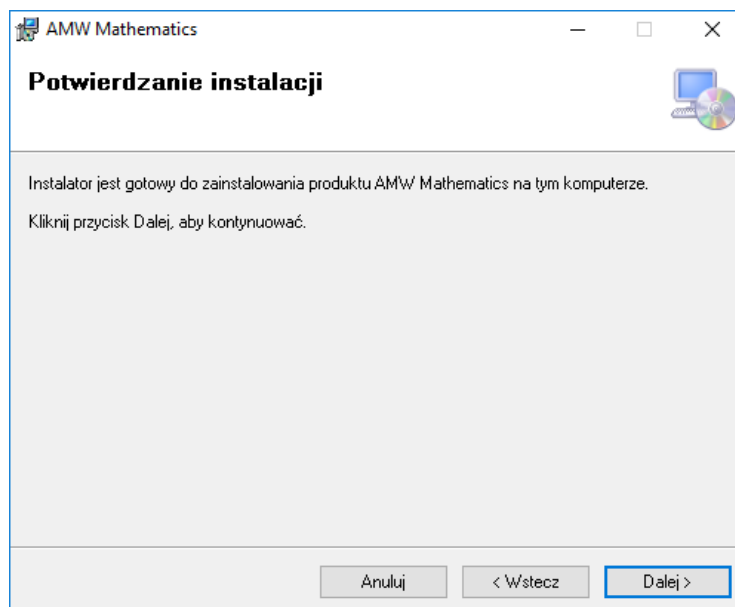 AMW Mathematics
Potwierdzanie instalacji
Instalator jest gotowy do zainstalowania produktu AMW Mathematics na tym komputerze.
Kliknij przycisk Dalej, aby kontynuować.
Anuluj
< Wstecz
Dalej >